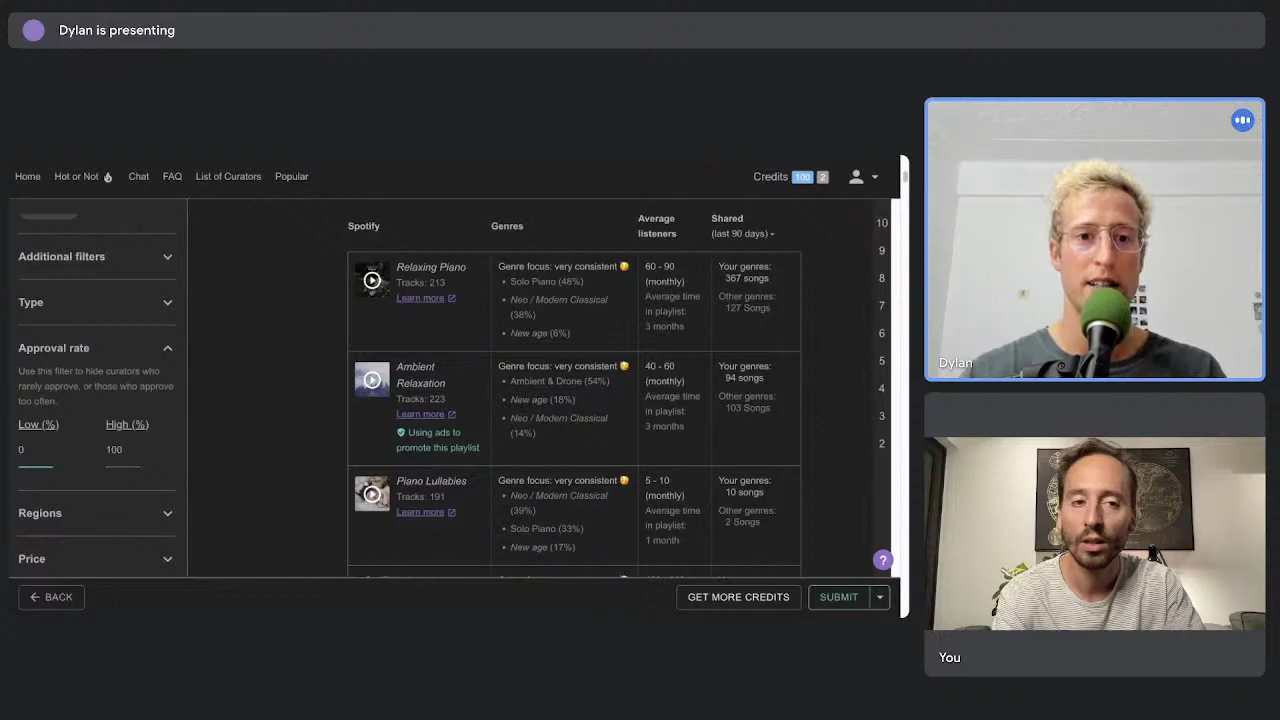 Dylan is presenting
Home Hot or Not Chat FAQ List of Curators Popular
Credits 100 2
Additional filters
Type
Approval rate
Use this filter to hide curators who
rarely approve, or those who approve
too often.
Low (%) High (%)
0 100
Regions
Price
Spotify Genres Average listeners Shared (last 90 days)
Relaxing Piano
Tracks: 213
Learn more
Genre focus: very consistent
• Solo Piano (46%)
• Neo / Modern Classical
(38%)
• New age (6%)
60 - 90
(monthly)
Average time
in playlist:
3 months
Your genres:
367 songs
Other genres:
127 Songs
Ambient
Relaxation
Tracks: 223
Learn more
Using ads to
promote this playlist
Genre focus: very consistent
• Ambient & Drone (54%)
• New age (18%)
• Neo / Modern Classical
(14%)
40 - 60
(monthly)
Average time
in playlist:
3 months
Your genres:
94 songs
Other genres:
103 Songs
Piano Lullabies
Tracks: 191
Learn more
Genre focus: very consistent
• Neo / Modern Classical
(39%)
• Solo Piano (33%)
• New age (17%)
5 - 10
(monthly)
Average time
in playlist:
1 month
Your genres:
10 songs
Other genres:
2 Songs
10
9
8
7
6
5
4
3
2
?
BACK
GET MORE CREDITS
SUBMIT
Dylan
You